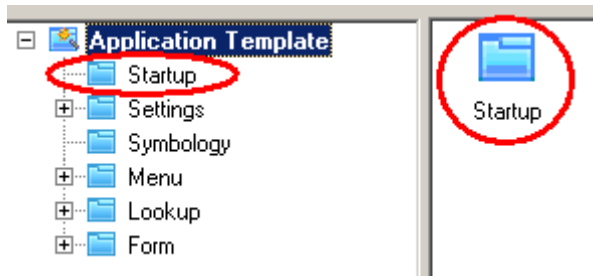 Application Template
Startup
Settings
Symbology
Menu
Lookup
Form
Startup